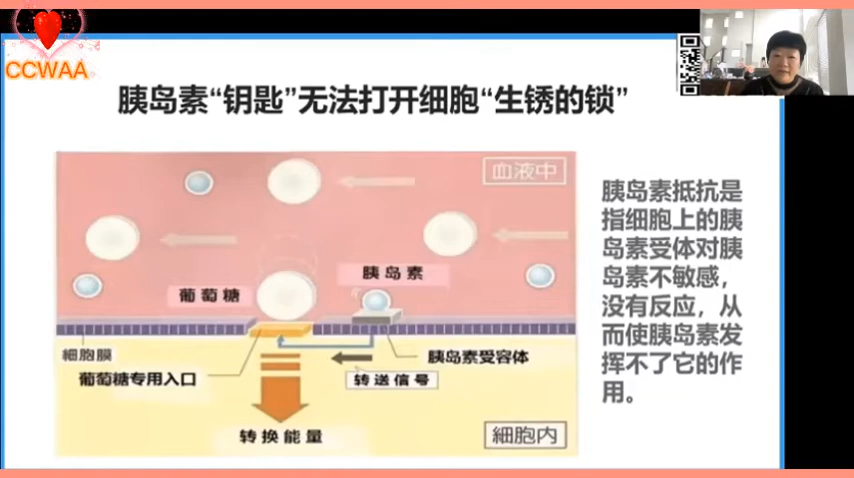 CCWAA
胰岛素“钥匙”无法打开细胞“生锈的锁”
血液中
胰岛素
葡萄糖
細胞膜
葡萄糖专用入口
胰岛素受容体
转送信号
转换能量
細胞内
胰岛素抵抗是
指细胞上的胰
岛素受体对胰
岛素不敏感，
没有反应，从
而使胰岛素发
挥不了它的作
用。